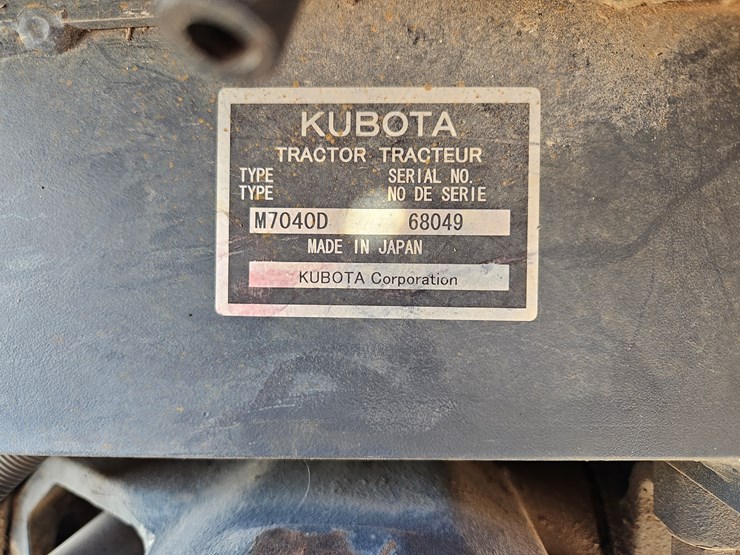 KUBOTA
TRACTOR TRACTEUR
TYPE SERIAL NO.
TYPE NO DE SERIE
M7040D 68049
MADE IN JAPAN
KUBOTA Corporation